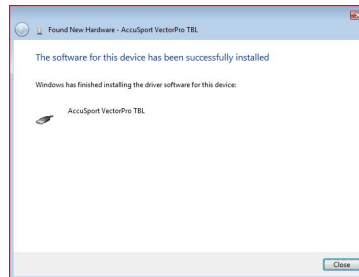 Found New Hardware - AccuSport VectorPro TBL
The software for this device has been successfully installed
Windows has finished installing the driver software for this device:
AccuSport VectorPro TBL
Close